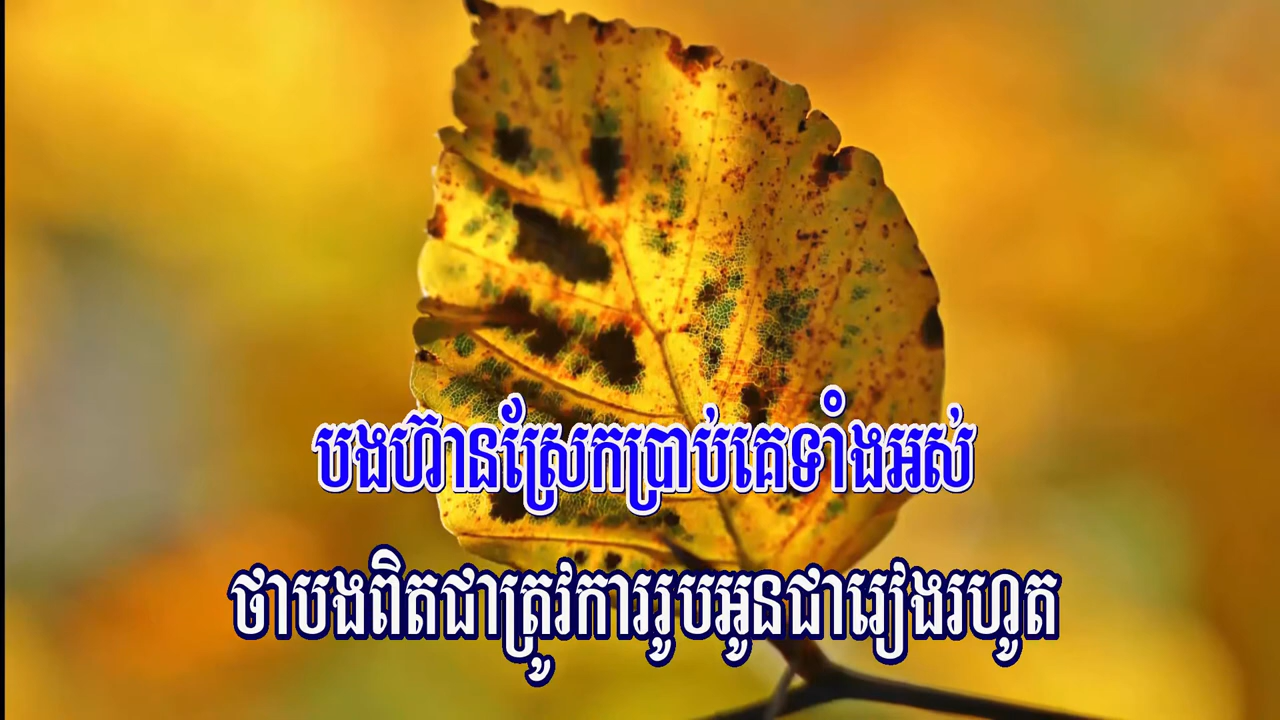 បងហ៊ានស្រែកប្រាប់គេទាំងអស់
ថាបងពិតជាត្រូវការរូបអូនជារៀងរហូត